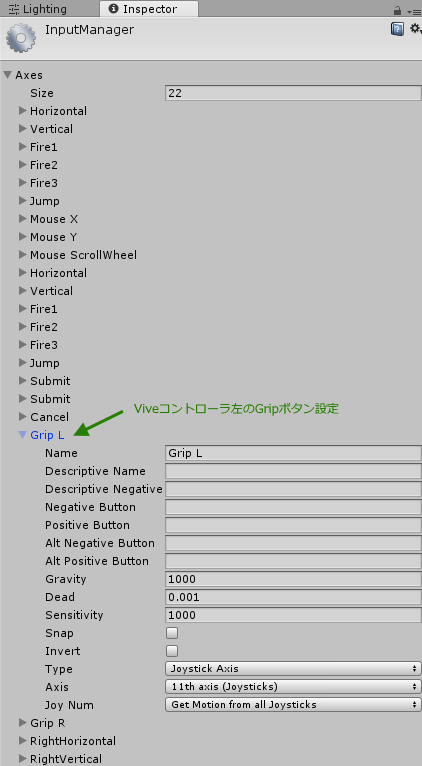 Lighting Inspector
InputManager
Axes
Size 22
Horizontal
Vertical
Fire1
Fire2
Fire3
Jump
Mouse X
Mouse Y
Mouse ScrollWheel
Horizontal
Vertical
Fire1
Fire2
Fire3
Jump
Submit
Submit
Cancel
Viveコントローラ左のGripボタン設定
Grip L
Name Grip L
Descriptive Name
Descriptive Negative
Negative Button
Positive Button
Alt Negative Button
Alt Positive Button
Gravity 1000
Dead 0.001
Sensitivity 1000
Snap
Invert
Type Joystick Axis
Axis 11th axis (Joysticks)
Joy Num Get Motion from all Joysticks
Grip R
RightHorizontal
RightVertical